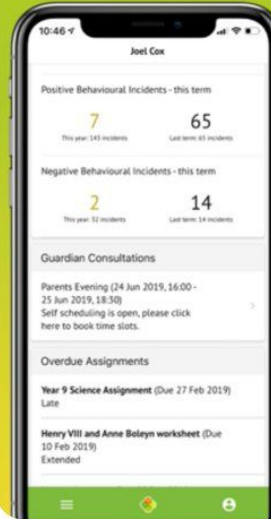 10:46
Joel Cox
Positive Behavioural Incidents - this term
7 65
This year: 143 incidents Last term: 65 incidents
Negative Behavioural Incidents - this term
2 14
This year: 52 incidents Last term: 14 incidents
Guardian Consultations
Parents Evening (24 Jun 2019, 16:00 -
25 Jun 2019, 18:30)
Self scheduling is open, please click
here to book time slots.
Overdue Assignments
Year 9 Science Assignment (Due 27 Feb 2019)
Late
Henry VIII and Anne Boleyn worksheet (Due
10 Feb 2019)
Extended